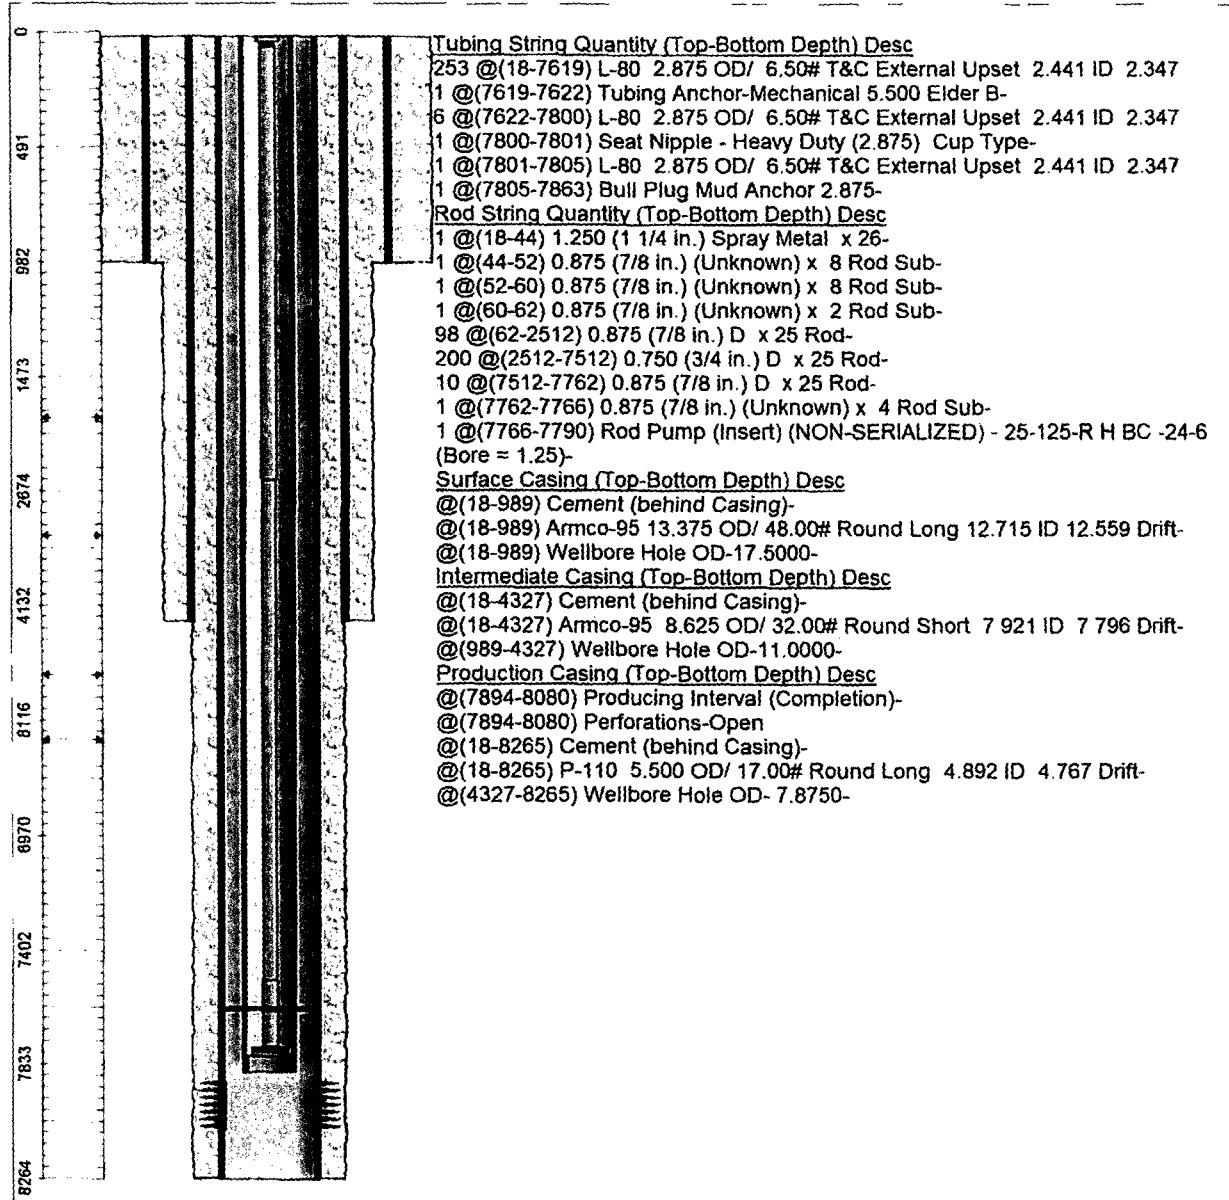 Tubing String Quantity (Top-Bottom Depth) Desc
253 @(18-7619) L-80 2.875 OD/ 6.50# T&C External Upset 2.441 ID 2.347
1 @(7619-7622) Tubing Anchor-Mechanical 5.500 Elder B-
6 @(7622-7800) L-80 2.875 OD/ 6.50# T&C External Upset 2.441 ID 2.347
1 @(7800-7801) Seat Nipple - Heavy Duty (2.875) Cup Type-
1 @(7801-7805) L-80 2.875 OD/ 6.50# T&C External Upset 2.441 ID 2.347
1 @(7805-7863) Bull Plug Mud Anchor 2.875-
Rod String Quantity (Top-Bottom Depth) Desc
1 @(18-44) 1.250 (1 1/4 in.) Spray Metal x 26-
1 @(44-52) 0.875 (7/8 in.) (Unknown) x 8 Rod Sub-
1 @(52-60) 0.875 (7/8 in.) (Unknown) x 8 Rod Sub-
1 @(60-62) 0.875 (7/8 in.) (Unknown) x 2 Rod Sub-
98 @(62-2512) 0.875 (7/8 in.) D x 25 Rod-
200 @(2512-7512) 0.750 (3/4 in.) D x 25 Rod-
10 @(7512-7762) 0.875 (7/8 in.) D x 25 Rod-
1 @(7762-7766) 0.875 (7/8 in.) (Unknown) x 4 Rod Sub-
1 @(7766-7790) Rod Pump (Insert) (NON-SERIALIZED) - 25-125-R H BC -24-6
(Bore = 1.25)-
Surface Casing (Top-Bottom Depth) Desc
@(18-989) Cement (behind Casing)-
@(18-989) Armco-95 13.375 OD/ 48.00# Round Long 12.715 ID 12.559 Drift-
@(18-989) Wellbore Hole OD-17.5000-
Intermediate Casing (Top-Bottom Depth) Desc
@(18-4327) Cement (behind Casing)-
@(18-4327) Armco-95 8.625 OD/ 32.00# Round Short 7 921 ID 7 796 Drift-
@(989-4327) Wellbore Hole OD-11.0000-
Production Casing (Top-Bottom Depth) Desc
@(7894-8080) Producing Interval (Completion)-
@(7894-8080) Perforations-Open
@(18-8265) Cement (behind Casing)-
@(18-8265) P-110 5.500 OD/ 17.00# Round Long 4.892 ID 4.767 Drift-
@(4327-8265) Wellbore Hole OD- 7.8750-
0
491
982
1473
2674
4132
8116
6970
7402
7833
8264